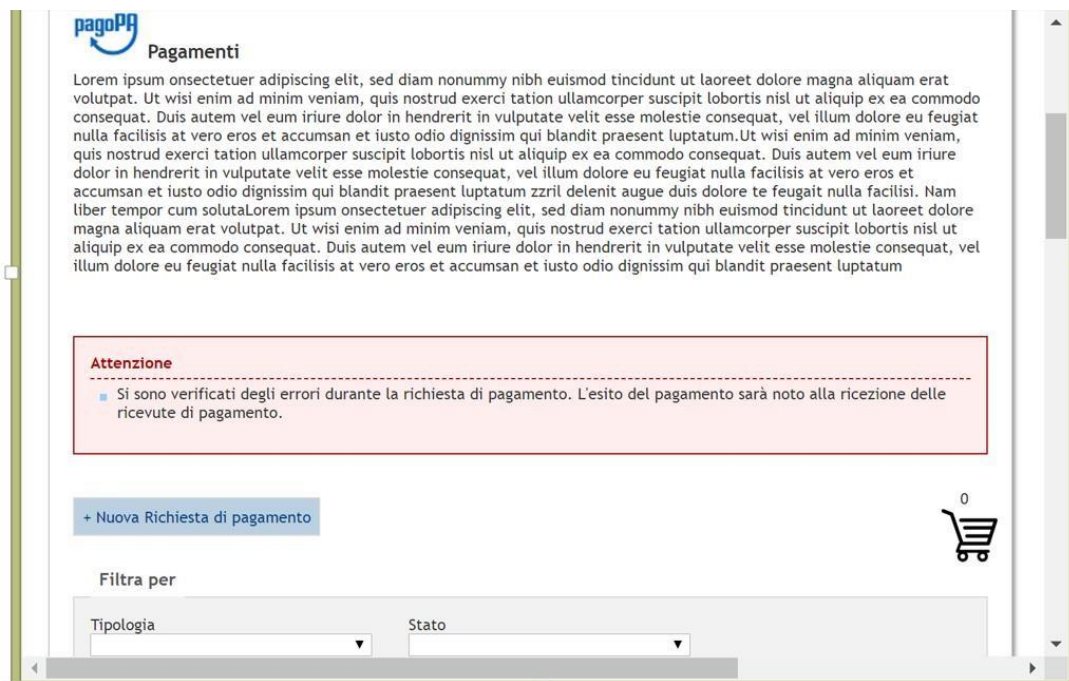 pagoPA
Pagamenti
Lorem ipsum onsectetuer adipiscing elit, sed diam nonummy nibh euismod tincidunt ut laoreet dolore magna aliquam erat
volutpat. Ut wisi enim ad minim veniam, quis nostrud exerci tation ullamcorper suscipit lobortis nisl ut aliquip ex ea commodo
consequat. Duis autem vel eum iriure dolor in hendrerit in vulputate velit esse molestie consequat, vel illum dolore eu feugiat
nulla facilisis at vero eros et accumsan et iusto odio dignissim qui blandit praesent luptatum.Ut wisi enim ad minim veniam,
quis nostrud exerci tation ullamcorper suscipit lobortis nisl ut aliquip ex ea commodo consequat. Duis autem vel eum iriure
dolor in hendrerit in vulputate velit esse molestie consequat, vel illum dolore eu feugiat nulla facilisis at vero eros et
accumsan et iusto odio dignissim qui blandit praesent luptatum zzril delenit augue duis dolore te feugait nulla facilisi. Nam
liber tempor cum solutaLorem ipsum onsectetuer adipiscing elit, sed diam nonummy nibh euismod tincidunt ut laoreet dolore
magna aliquam erat volutpat. Ut wisi enim ad minim veniam, quis nostrud exerci tation ullamcorper suscipit lobortis nisl ut
aliquip ex ea commodo consequat. Duis autem vel eum iriure dolor in hendrerit in vulputate velit esse molestie consequat, vel
illum dolore eu feugiat nulla facilisis at vero eros et accumsan et iusto odio dignissim qui blandit praesent luptatum
Attenzione
Si sono verificati degli errori durante la richiesta di pagamento. L'esito del pagamento sarà noto alla ricezione delle
ricevute di pagamento.
0
+ Nuova Richiesta di pagamento
Filtra per
Tipologia
Stato